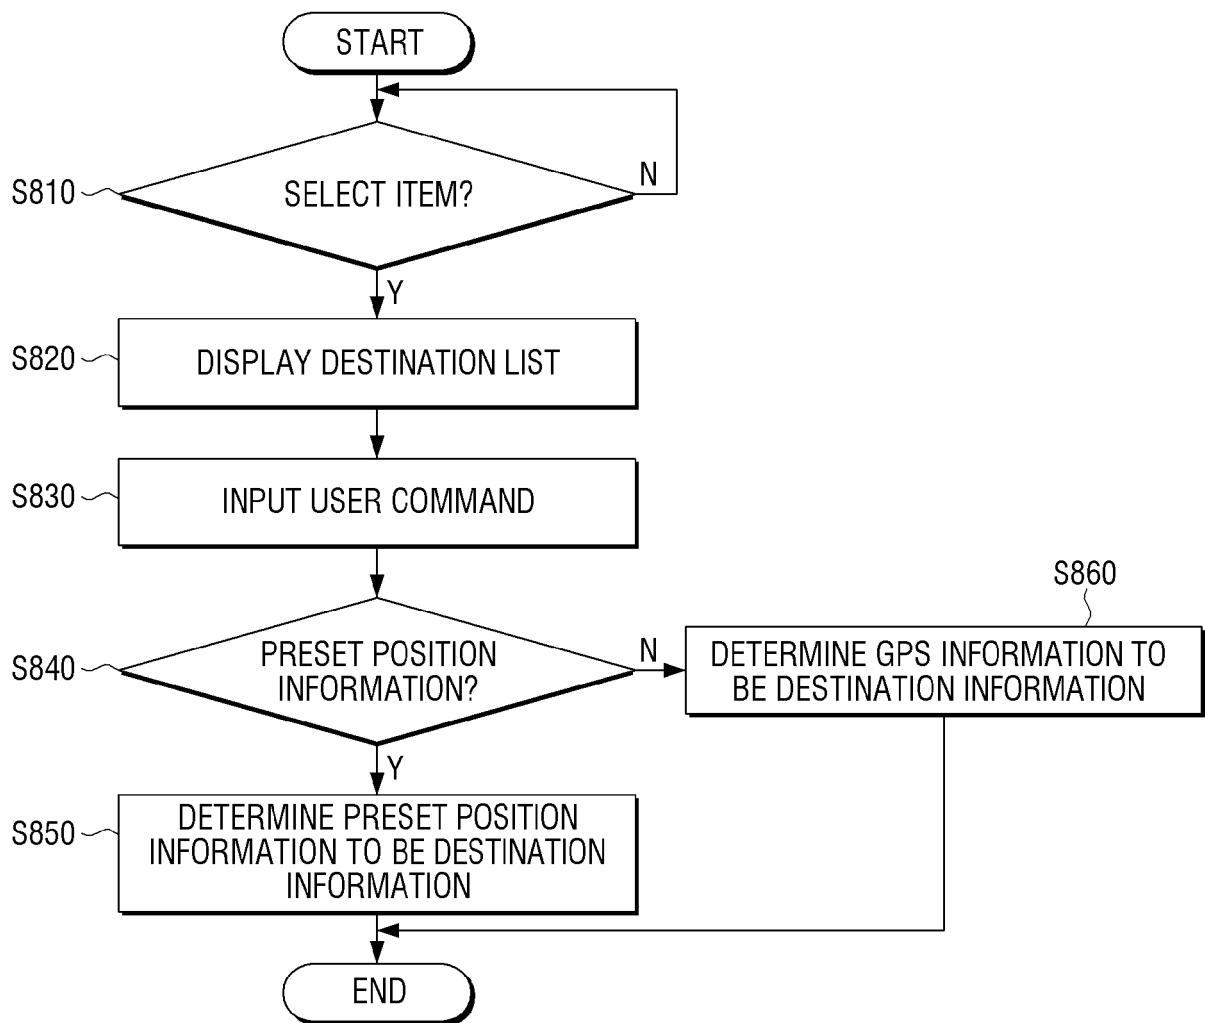 START
S810
SELECT ITEM?
N
Y
S820
DISPLAY DESTINATION LIST
S830
INPUT USER COMMAND
S860
S840
PRESET POSITION
INFORMATION?
N
DETERMINE GPS INFORMATION TO
BE DESTINATION INFORMATION
Y
S850
DETERMINE PRESET POSITION
INFORMATION TO BE DESTINATION
INFORMATION
END